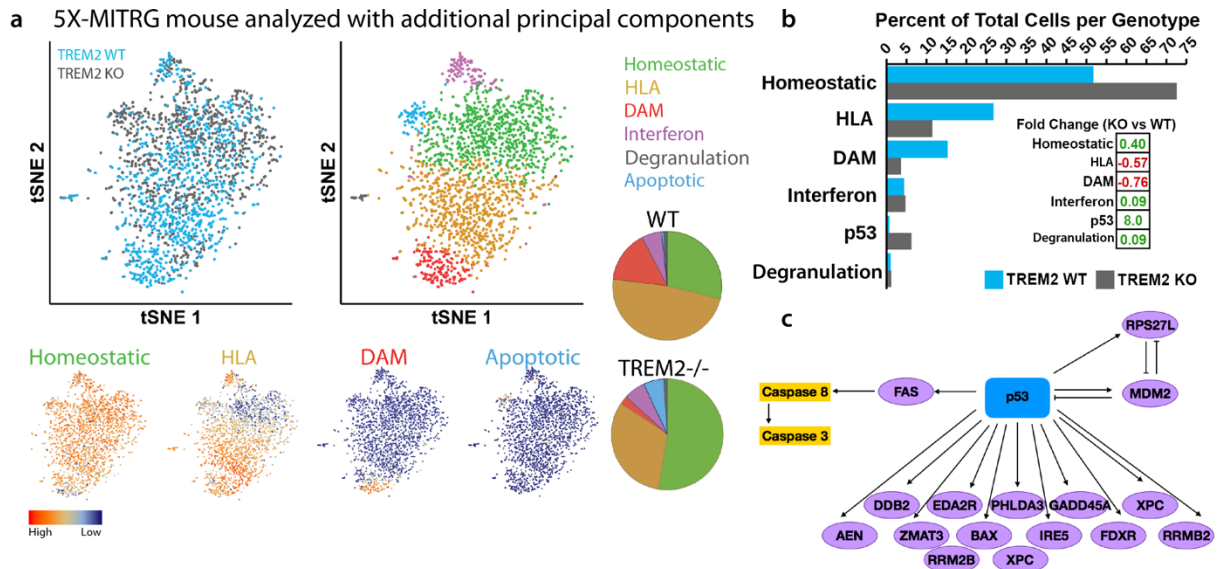 a
5X-MITRG mouse analyzed with additional principal components
TREM2 WT
TREM2 KO
tSNE 2
tSNE 1
tSNE 2
tSNE 1
Homeostatic
HLA
DAM
Interferon
Degranulation
Apoptotic
WT
TREM2-/-
Homeostatic
HLA
DAM
Apoptotic
High
Low
b
Percent of Total Cells per Genotype
0 5 10 15 20 25 30 35 40 45 50 55 60 65 70 75
Homeostatic
HLA
DAM
Interferon
p53
Degranulation
Fold Change (KO vs WT)
Homeostatic 0.40
HLA -0.57
DAM -0.76
Interferon 0.09
p53 8.0
Degranulation 0.09
TREM2 WT
TREM2 KO
c
RPS27L
Caspase 8
FAS
p53
MDM2
Caspase 3
DDB2
EDA2R
PHLDA3
GADD45A
XPC
AEN
ZMAT3
BAX
IRE5
FDXR
RRMB2
RRM2B
XPC